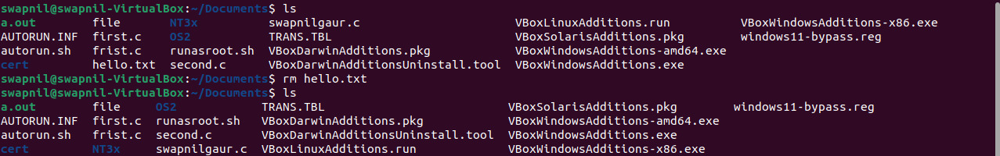 swapnil@swapnil-VirtualBox:~/Documents$ ls
a.out file NT3x swapnilgaur.c VBoxLinuxAdditions.run VBoxWindowsAdditions-x86.exe
AUTORUN.INF first.c OS2 TRANS.TBL VBoxSolarisAdditions.pkg windows11-bypass.reg
autorun.sh frist.c runasroot.sh VBoxDarwinAdditions.pkg VBoxWindowsAdditions-amd64.exe
cert hello.txt second.c VBoxDarwinAdditionsUninstall.tool VBoxWindowsAdditions.exe
swapnil@swapnil-VirtualBox:~/Documents$ rm hello.txt
swapnil@swapnil-VirtualBox:~/Documents$ ls
a.out file OS2 TRANS.TBL VBoxSolarisAdditions.pkg windows11-bypass.reg
AUTORUN.INF first.c runasroot.sh VBoxDarwinAdditions.pkg VBoxWindowsAdditions-amd64.exe
autorun.sh frist.c second.c VBoxDarwinAdditionsUninstall.tool VBoxWindowsAdditions.exe
cert NT3x swapnilgaur.c VBoxLinuxAdditions.run VBoxWindowsAdditions-x86.exe